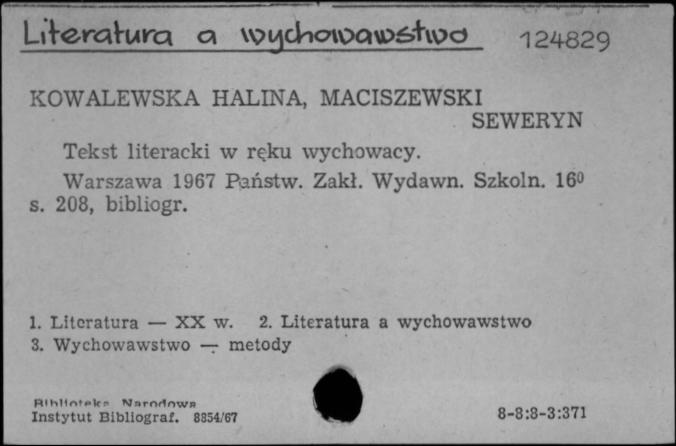 Literatura a wychowawstwo 124829
KOWALEWSKA HALINA, MACISZEWSKI
SEWERYN
Tekst literacki w ręku wychowacy.
Warszawa 1967 Państw. Zakł. Wydawn. Szkoln. 16⁰
s. 208, bibliogr.
1. Literatura — XX w. 2. Literatura a wychowawstwo
3. Wychowawstwo — metody
Biblioteka Narodowa
Instytut Bibliograf. 8854/67 8-3:8-3:371